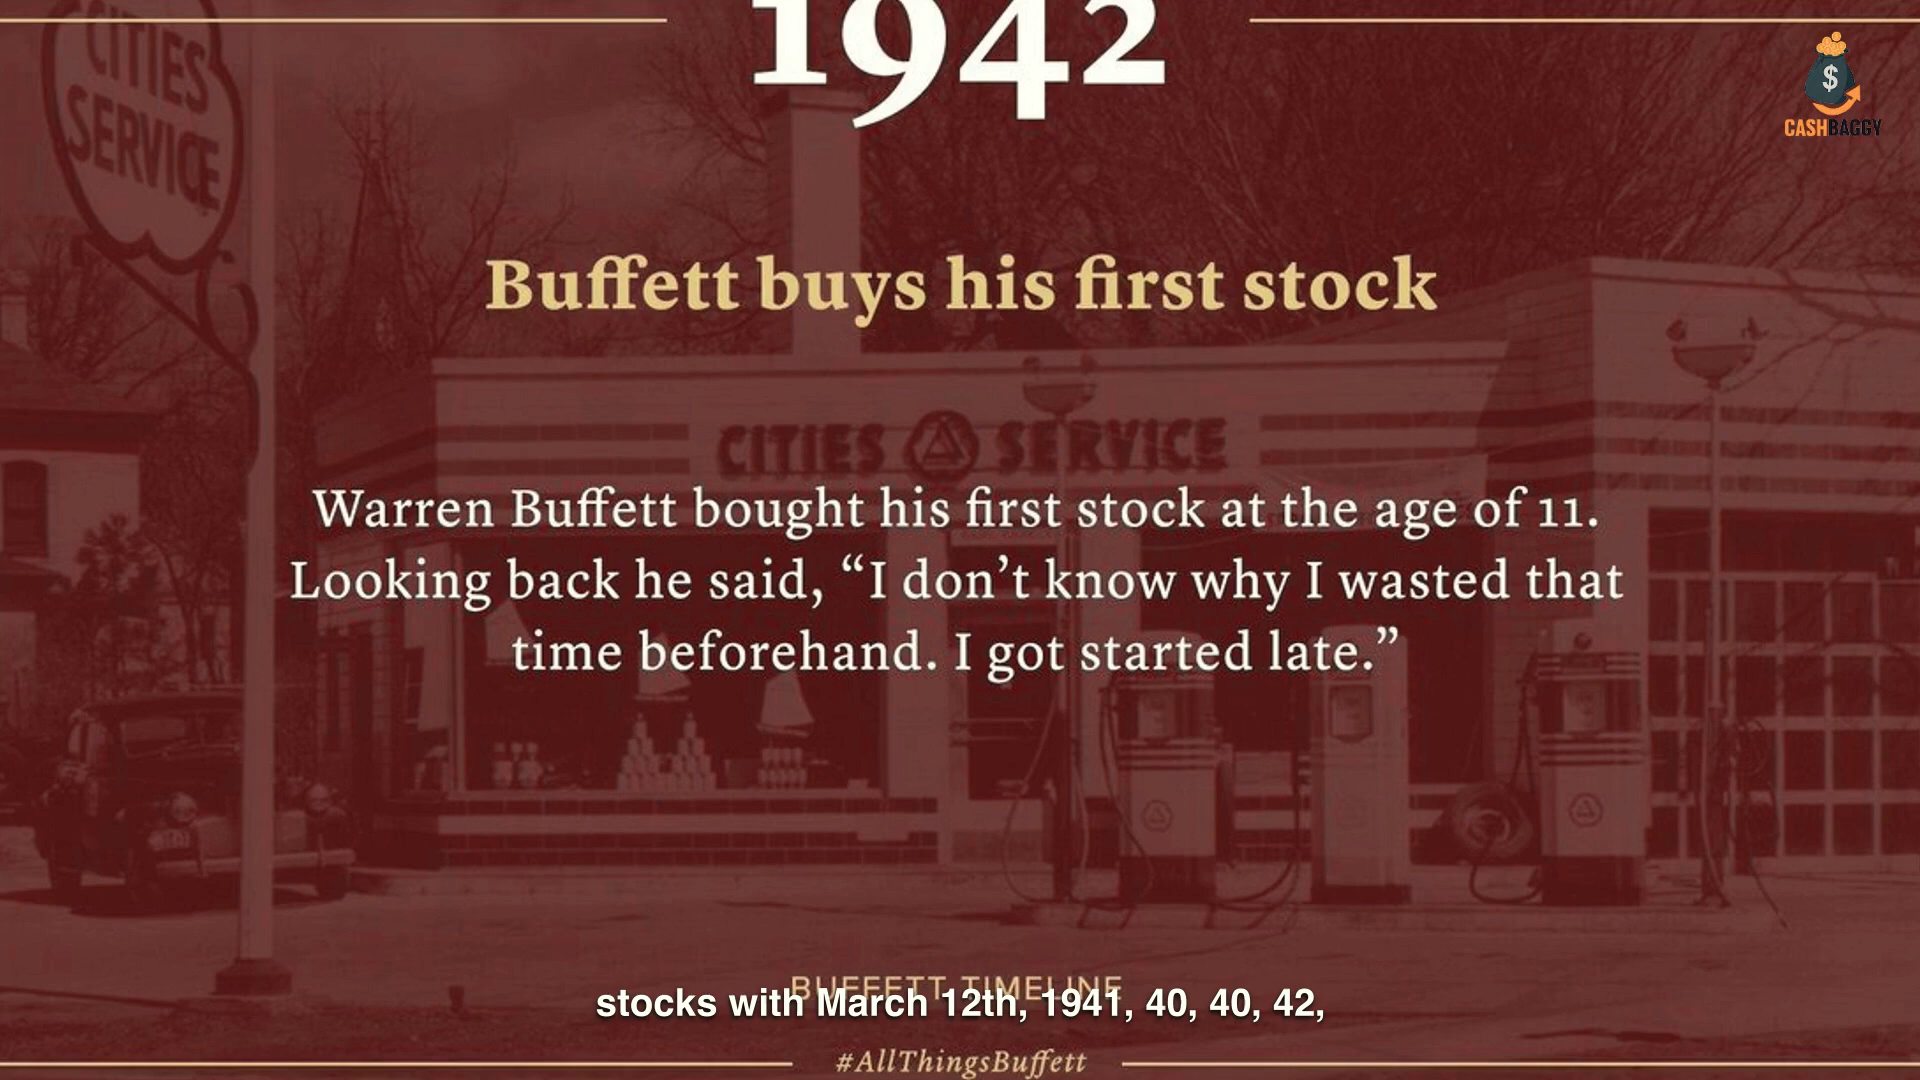 1942
CITIES
SERVICE
$
CASHBAGGY
Buffett buys his first stock
CITIES SERVICE
Warren Buffett bought his first stock at the age of 11.
Looking back he said, “I don’t know why I wasted that
time beforehand. I got started late.”
BUFFETT TIMELINE
stocks with March 12th, 1941, 40, 40, 42,
#AllThingsBuffett